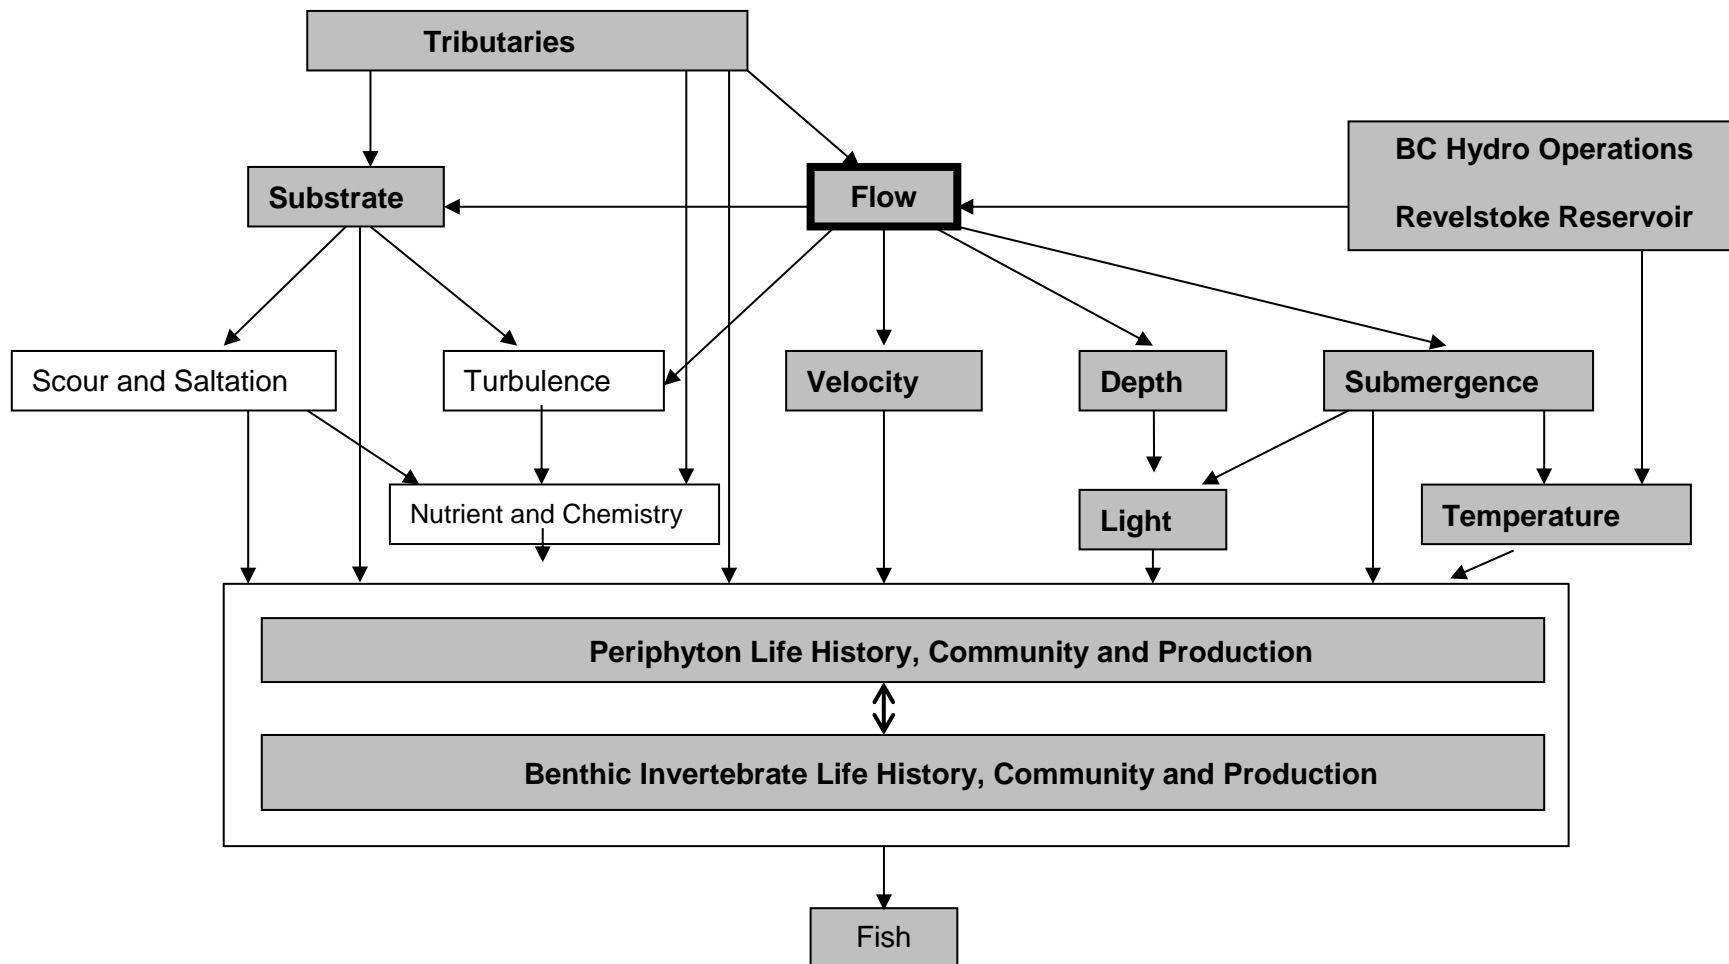 Tributaries
BC Hydro Operations
Revelstoke Reservoir
Substrate
Flow
Scour and Saltation
Turbulence
Velocity
Depth
Submergence
Nutrient and Chemistry
Light
Temperature
Periphyton Life History, Community and Production
Benthic Invertebrate Life History, Community and Production
Fish